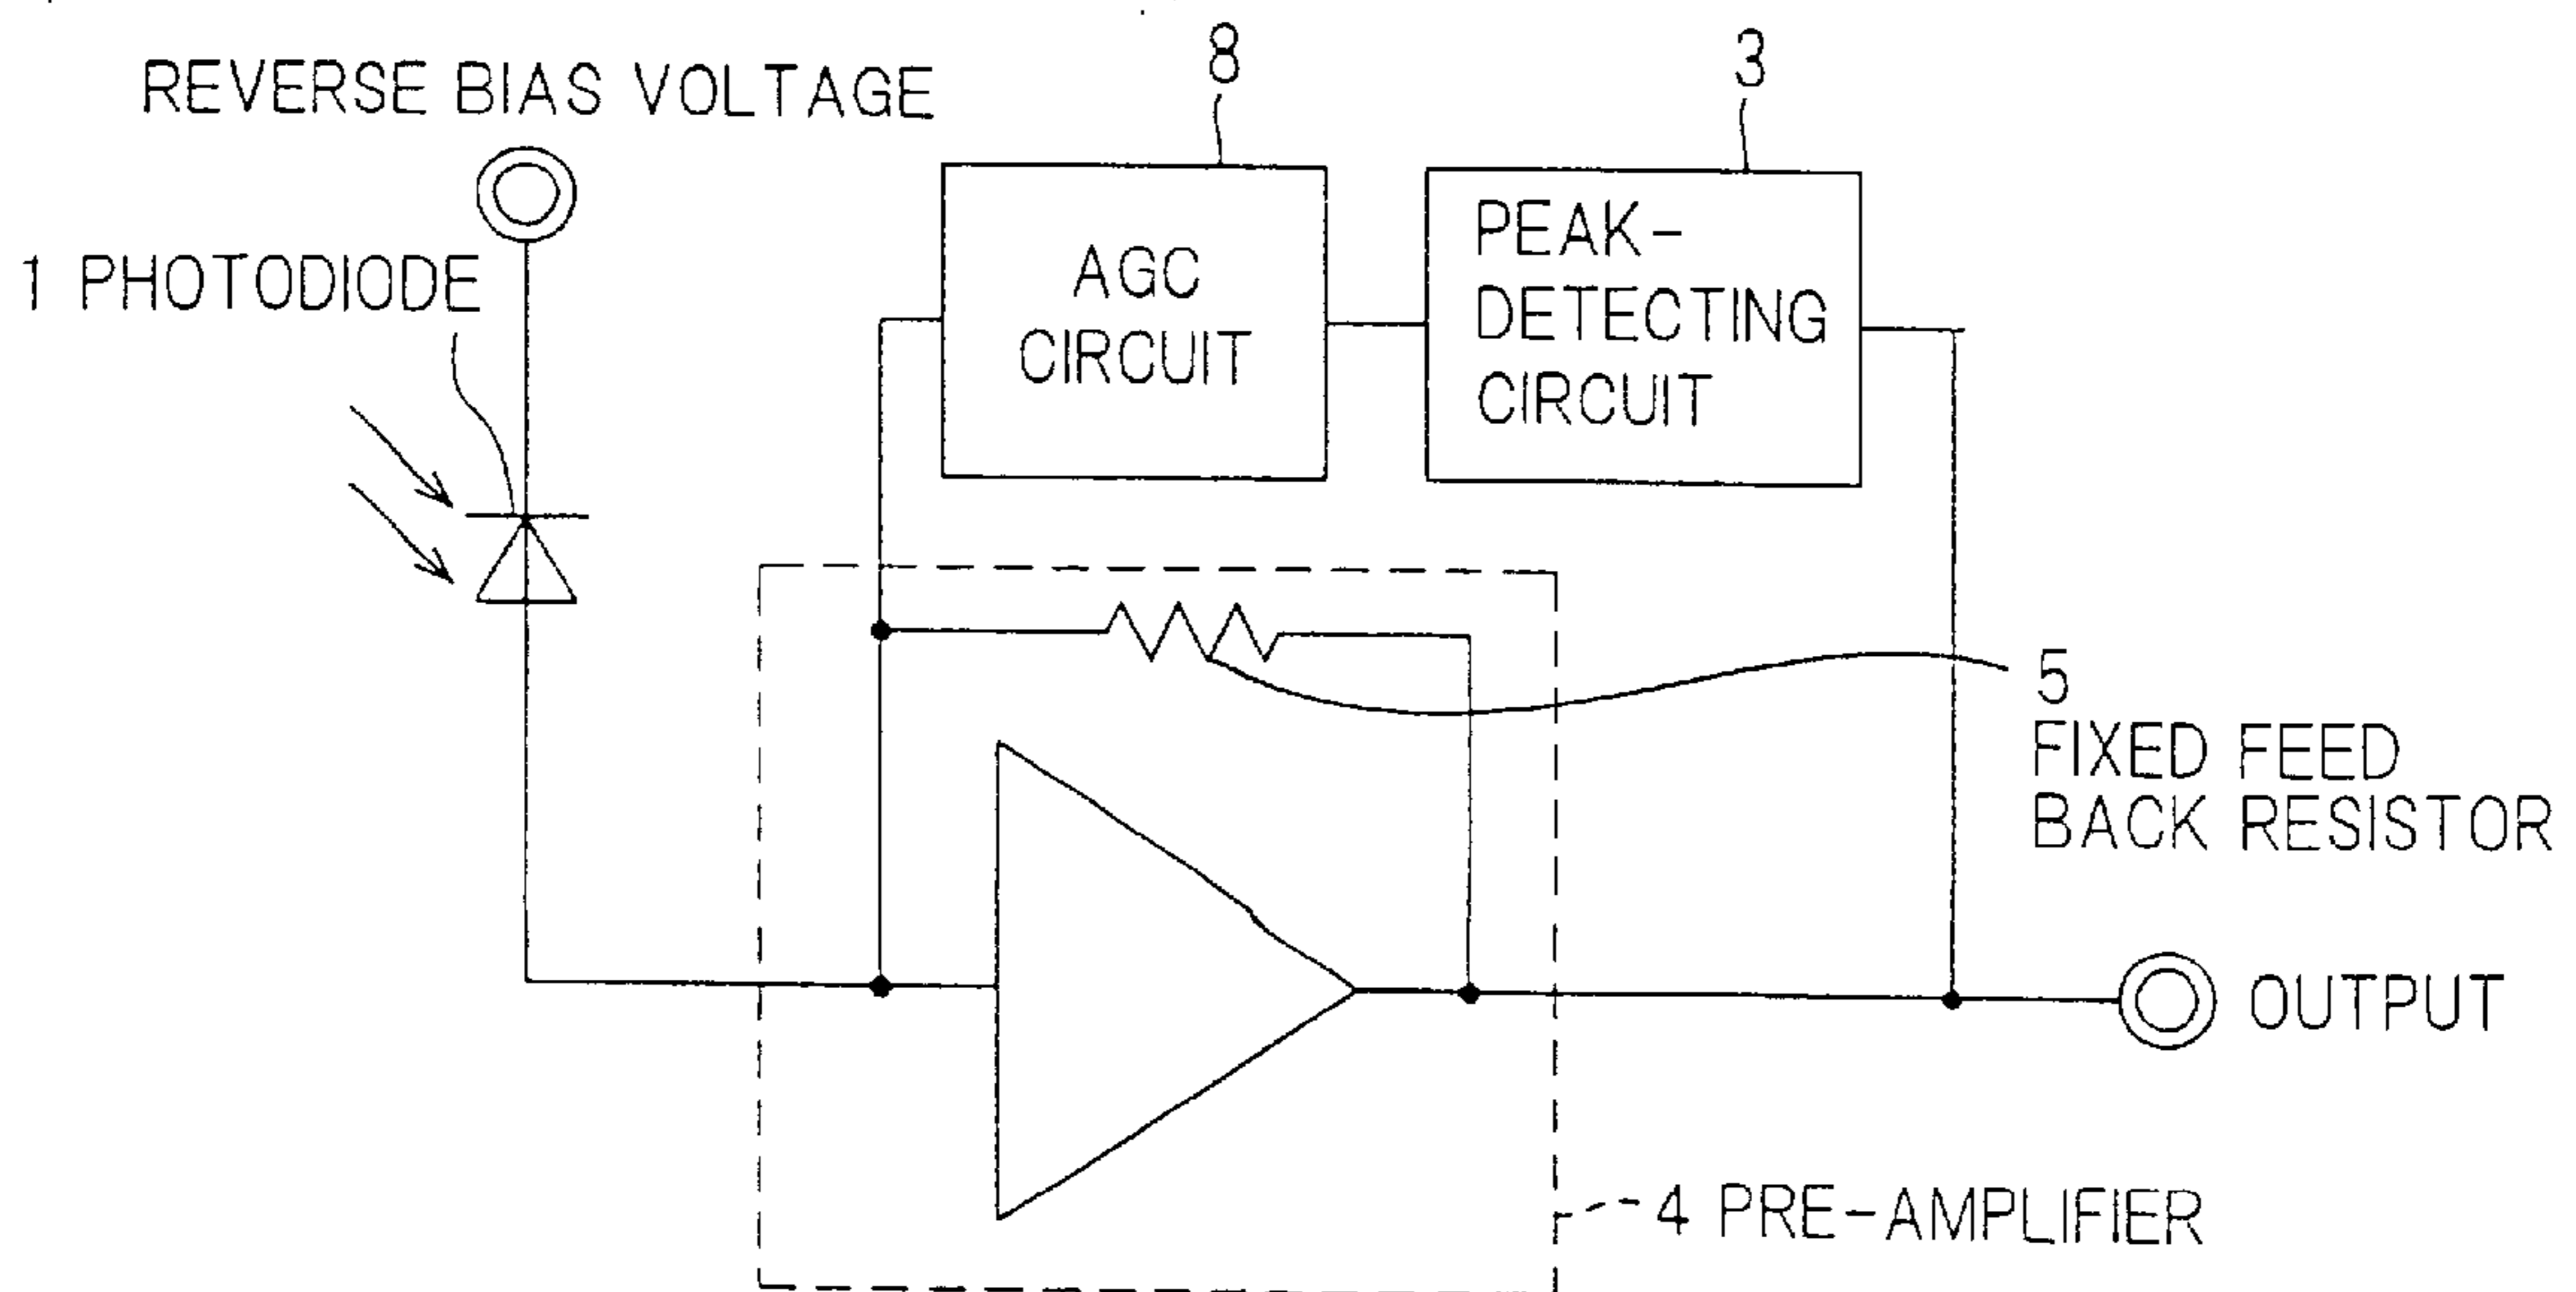 REVERSE BIAS VOLTAGE
8
3
1 PHOTODIODE
AGC
CIRCUIT
PEAK-
DETECTING
CIRCUIT
5
FIXED FEED
BACK RESISTOR
OUTPUT
4 PRE-AMPLIFIER